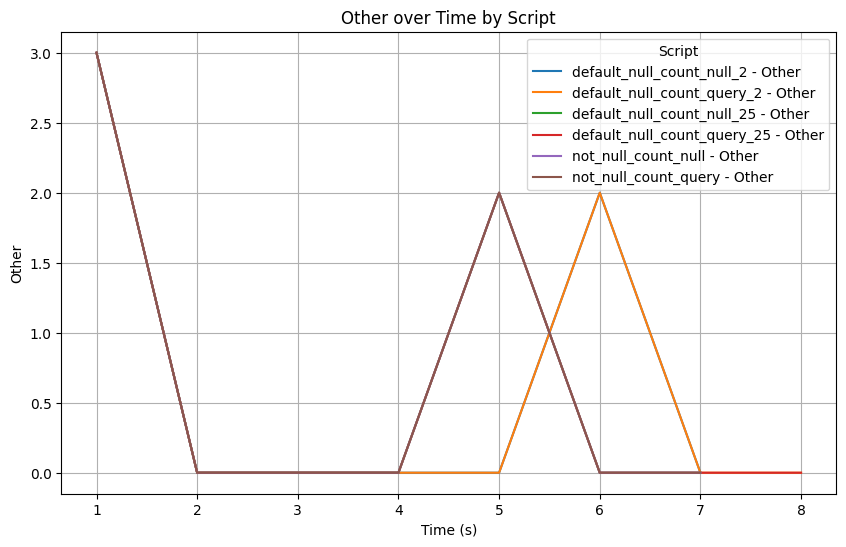 Other over Time by Script
Script
default_null_count_null_2 - Other
default_null_count_query_2 - Other
default_null_count_null_25 - Other
default_null_count_query_25 - Other
not_null_count_null - Other
not_null_count_query - Other
Other
3.0
2.5
2.0
1.5
1.0
0.5
0.0
1 2 3 4 5 6 7 8
Time (s)